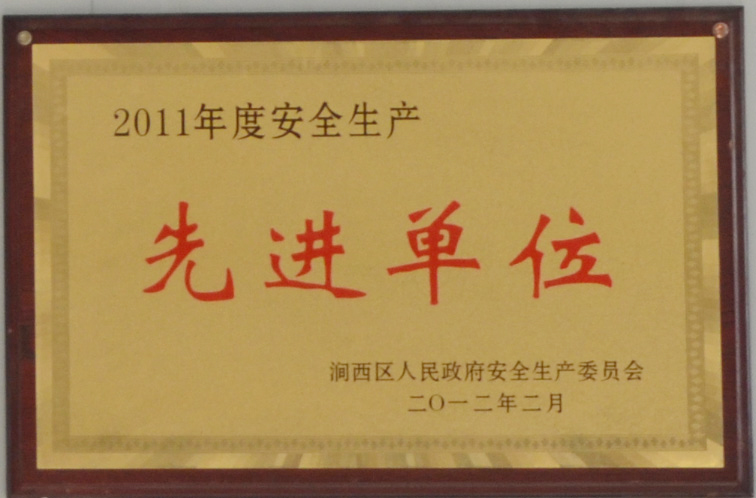 2011年度安全生产
先进单位
涧西区人民政府安全生产委员会
二〇一二年二月